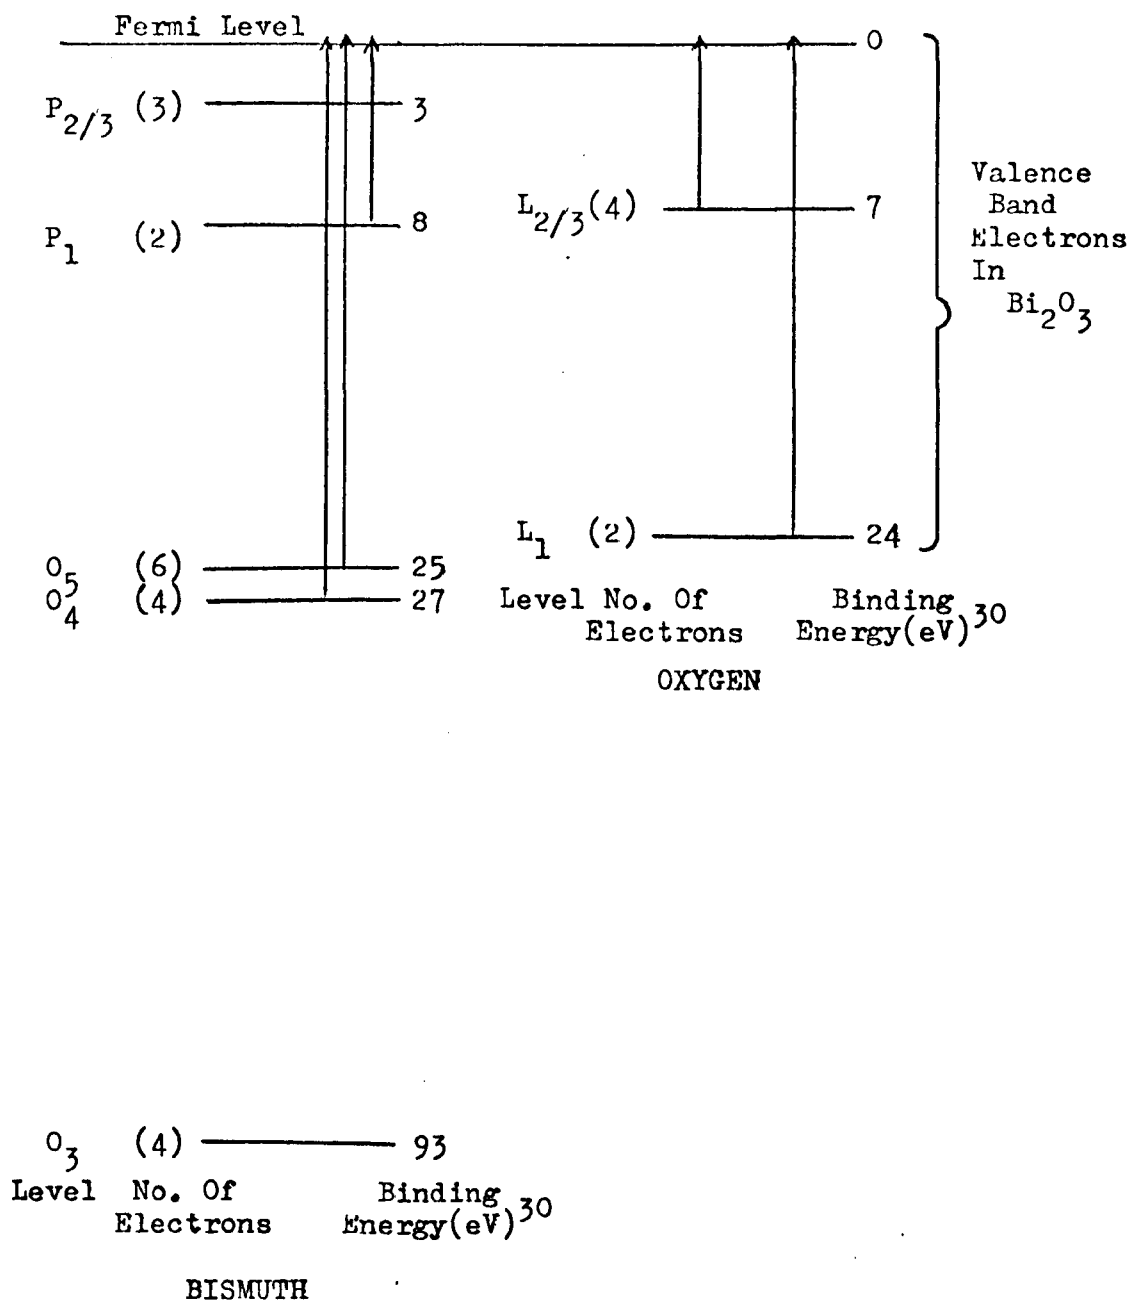 Fermi Level
0
P2/3 (3) 3
P1 (2) 8
L2/3 (4) 7
Valence
Band
Electrons
In
Bi2O3
L1 (2) 24
O5 (6) 25
O4 (4) 27
Level No. Of Electrons
Binding Energy(eV)30
OXYGEN
O3 (4) 93
Level No. Of Electrons
Binding Energy(eV)30
BISMUTH